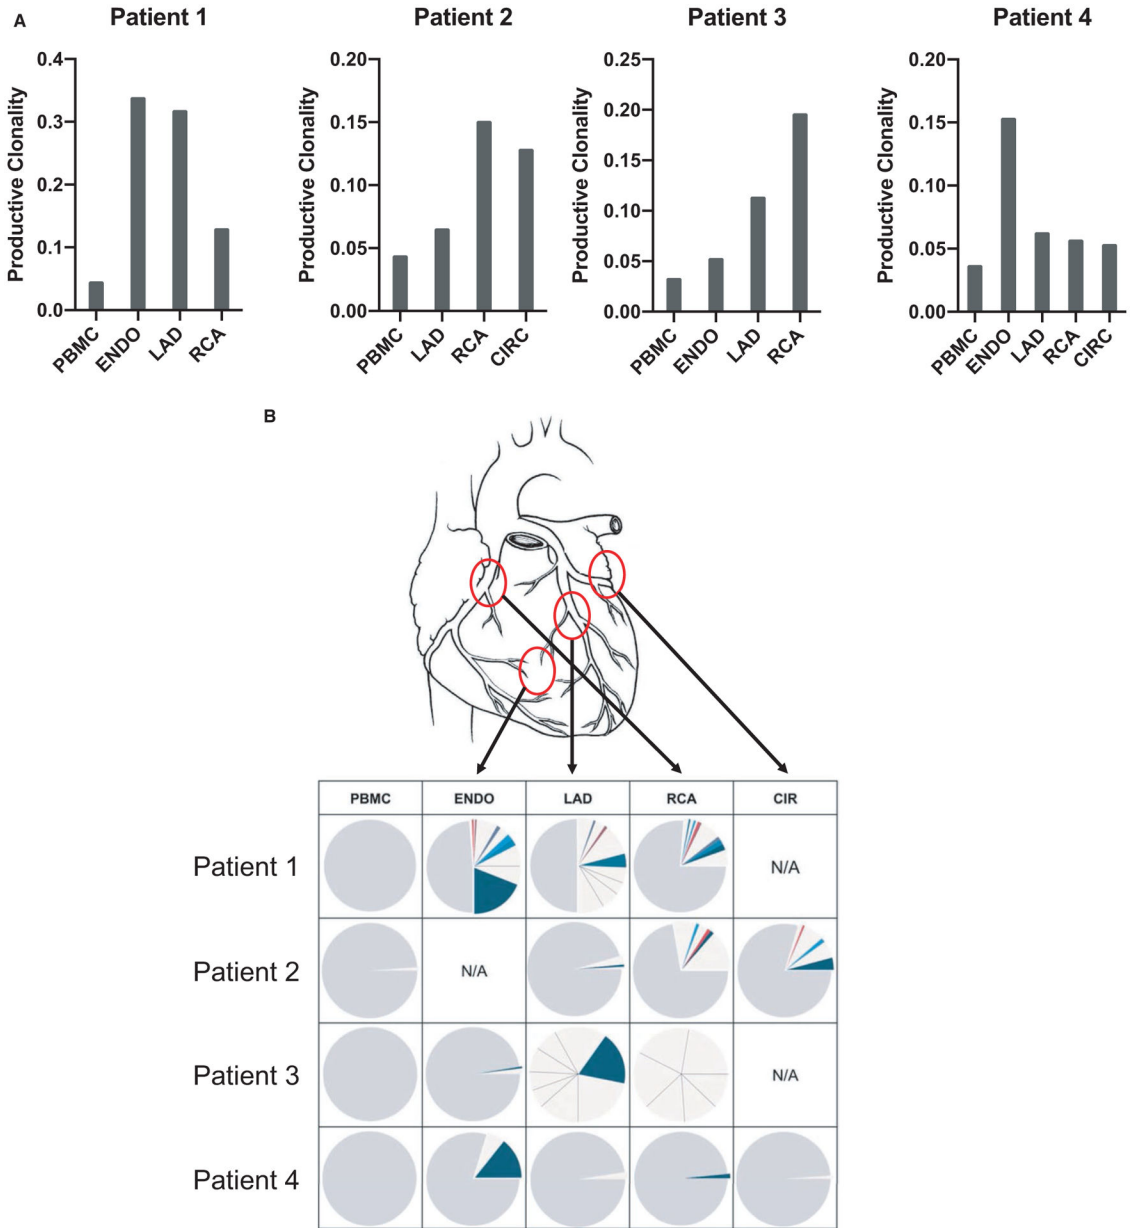 A
Patient 1
Patient 2
Patient 3
Patient 4
Productive Clonality
0.4
0.3
0.2
0.1
0.0
PBMC
ENDO
LAD
RCA
Productive Clonality
0.20
0.15
0.10
0.05
0.00
PBMC
LAD
RCA
CIRC
Productive Clonality
0.25
0.20
0.15
0.10
0.05
0.00
PBMC
ENDO
LAD
RCA
Productive Clonality
0.20
0.15
0.10
0.05
0.00
PBMC
ENDO
LAD
RCA
CIRC
B
PBMC ENDO LAD RCA CIR
Patient 1 N/A
Patient 2 N/A
Patient 3 N/A
Patient 4